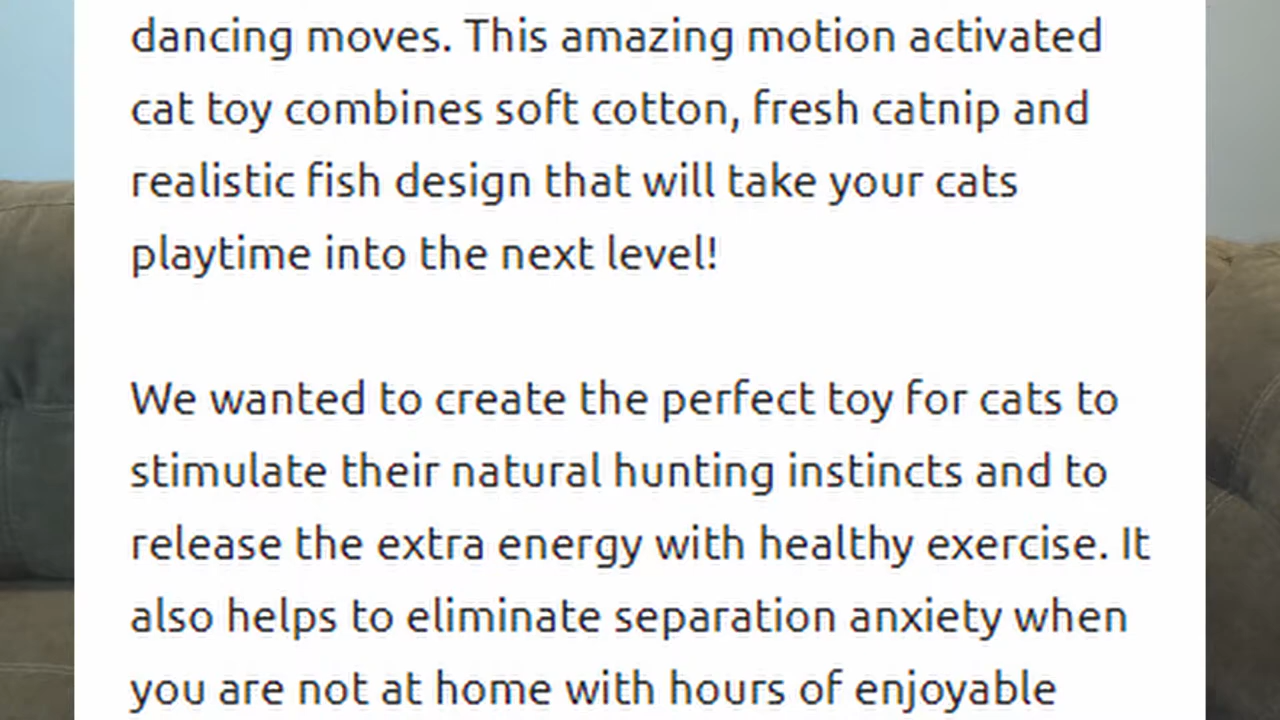 dancing moves. This amazing motion activated
cat toy combines soft cotton, fresh catnip and
realistic fish design that will take your cats
playtime into the next level!
We wanted to create the perfect toy for cats to
stimulate their natural hunting instincts and to
release the extra energy with healthy exercise. It
also helps to eliminate separation anxiety when
you are not at home with hours of enjoyable